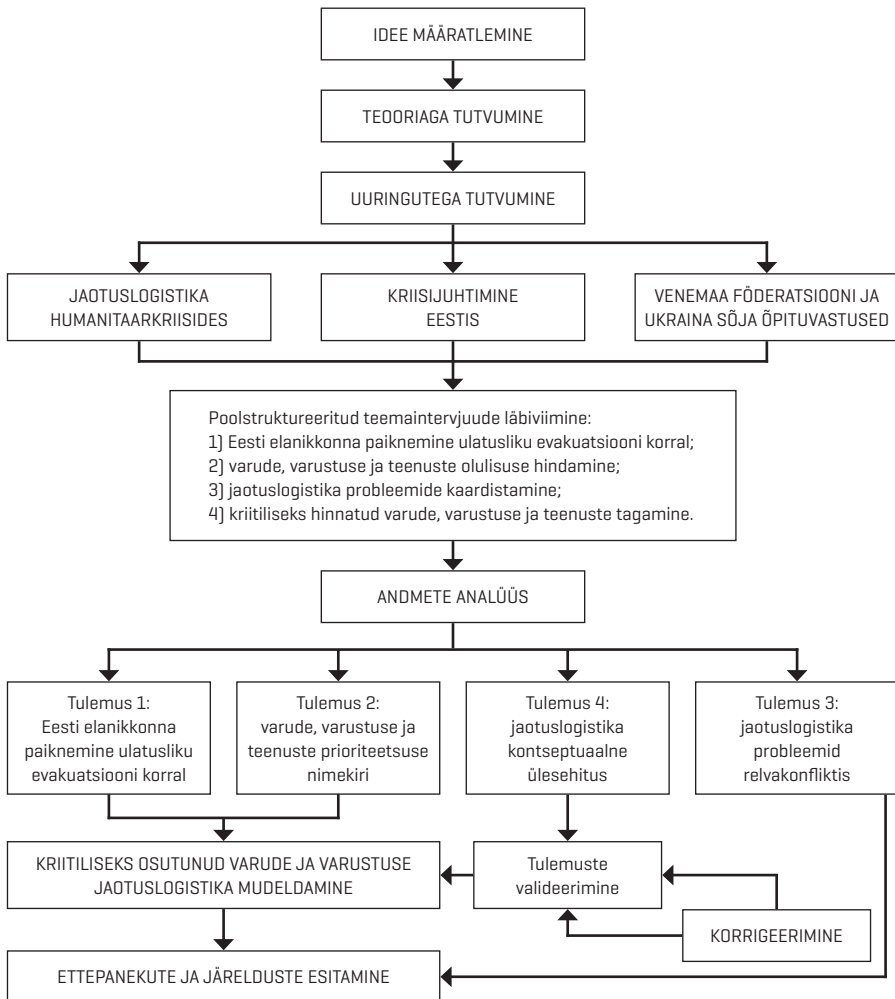 IDEE MÄÄRATLEMINE
TEOORIAGA TUTVUMINE
UURINGUTEGA TUTVUMINE
JAOTUSLOGISTIKA
HUMANITAARKRIISIDES
KRIISIJUHTIMINE
EESTIS
VENEMAA FÖDERATSIOONI JA
UKRAINA SÕJA ÕPITUVASTUSED
Poolstruktureeritud teemaintervjuude läbiviimine:
1) Eesti elanikkonna paiknemine ulatusliku evakuatsiooni korral;
2) varude, varustuse ja teenuste olulisuse hindamine;
3) jaotuslogistika probleemide kaardistamine;
4) kriitiliseks hinnatud varude, varustuse ja teenuste tagamine.
ANDMETE ANALÜÜS
Tulemus 1:
Eesti elanikkonna
paiknemine ulatusliku
evakuatsiooni korral
Tulemus 2:
varude, varustuse ja
teenuste prioriteetsuse
nimekiri
Tulemus 4:
jaotuslogistika
kontseptuaalne
ülesehitus
Tulemus 3:
jaotuslogistika
probleemid
relvakonfliktis
KRIITILISEKS OSUTUNUD VARUDE JA VARUSTUSE
JAOTUSLOGISTIKA MUDELDAMINE
Tulemuste
valideerimine
KORRIGEERIMINE
ETTEPANEKUTE JA JÄRELDUSTE ESITAMINE